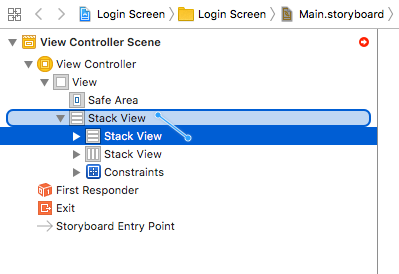 Login Screen Login Screen Main.storyboard
View Controller Scene
View Controller
View
Safe Area
Stack View
Stack View
Stack View
Constraints
First Responder
Exit
Storyboard Entry Point